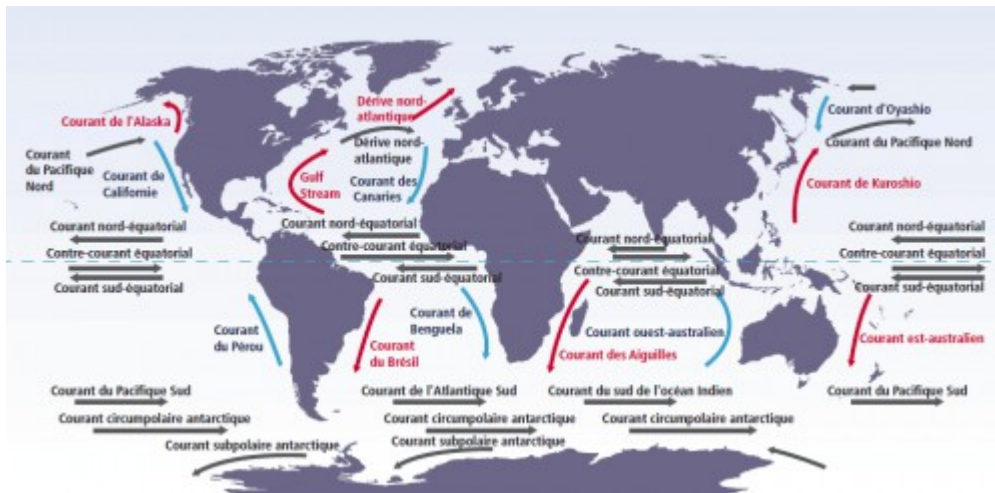 Dérive nord-
atlantique
Courant de l'Alaska
Courant d'Oyashio
Courant
du Pacifique
Nord
Dérive nord-
atlantique
Courant du Pacifique Nord
Courant de
Californie
Gulf
Stream
Courant des
Canaries
Courant de Kuroshio
Courant nord-équatorial
Courant nord-équatorial
Courant nord-équatorial
Courant nord-équatorial
Contre-courant équatorial
Contre-courant équatorial
Contre-courant équatorial
Contre-courant équatorial
Courant sud-équatorial
Courant sud-équatorial
Courant sud-équatorial
Courant sud-équatorial
Courant
du Pérou
Courant
du Brésil
Courant de
Benguela
Courant ouest-australien
Courant des Aiguilles
Courant est-australien
Courant du Pacifique Sud
Courant de l'Atlantique Sud
Courant du sud de l'océan Indien
Courant du Pacifique Sud
Courant circumpolaire antarctique
Courant circumpolaire antarctique
Courant circumpolaire antarctique
Courant subpolaire antarctique
Courant subpolaire antarctique